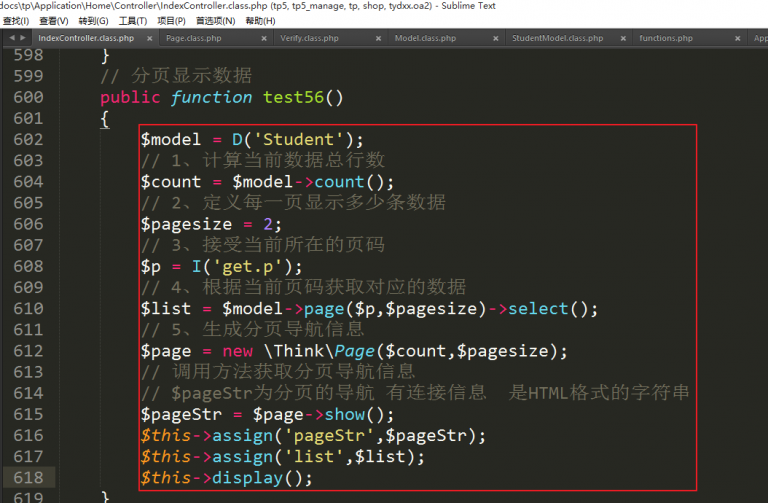 docs\tp\Application\Home\Controller\IndexController.class.php (tp5, tp5_manage, tp, shop, tydxx.oa2) - Sublime Text
查找(I) 查看(V) 转到(G) 工具(T) 项目(P) 首选项(N) 帮助(H)
IndexController.class.php × Page.class.php × Verify.class.php × Model.class.php × StudentModel.class.php × functions.php × App
598 }
599 // 分页显示数据
600 public function test56()
601 {
602 $model = D('Student');
603 // 1、计算当前数据总行数
604 $count = $model->count();
605 // 2、定义每一页显示多少条数据
606 $pagesize = 2;
607 // 3、接受当前所在的页码
608 $p = I('get.p');
609 // 4、根据当前页码获取对应的数据
610 $list = $model->page($p,$pagesize)->select();
611 // 5、生成分页导航信息
612 $page = new \Think\Page($count,$pagesize);
613 // 调用方法获取分页导航信息
614 // $pageStr为分页的导航 有连接信息  是HTML格式的字符串
615 $pageStr = $page->show();
616 $this->assign('pageStr',$pageStr);
617 $this->assign('list',$list);
618 $this->display();
619 }